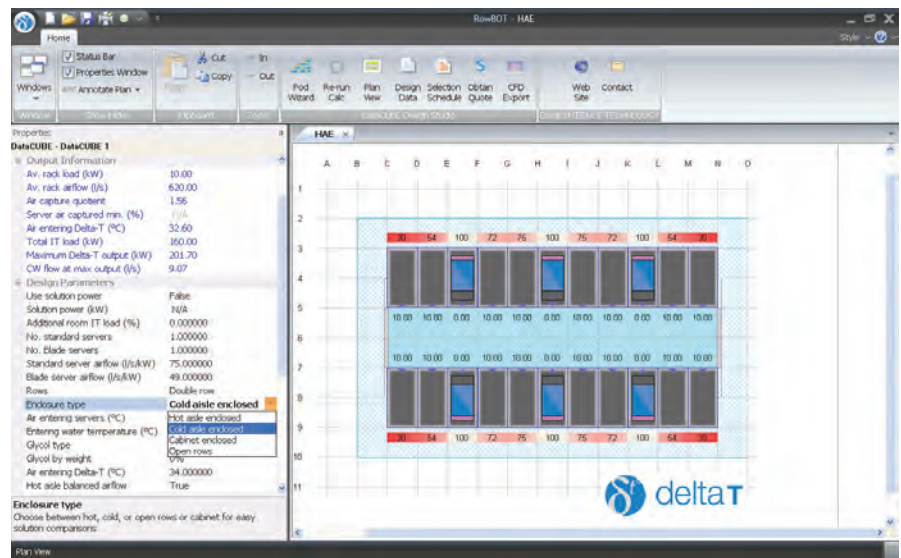 RowBOT - HAE
Home
Style
Status Bar
Properties Window
Annotate Plan
Windows
Cut
Copy
In
Out
Pod Wizard
Re-run Calc
Plan View
Design Data
Selection Schedule
Obtain Quote
CFD Export
Web Site
Contact
Properties
HAE
DataCUBE - DataCUBE 1
Output Information
Av. rack load (kW) 10.00
Av. rack airflow (l/s) 620.00
Air capture quotient 1.56
Server air captured min. (%) N/A
Air entering Delta-T (ºC) 32.60
Total IT load (kW) 160.00
Maximum Delta-T output (kW) 201.70
CW flow at max output (l/s) 9.07
Design Parameters
Use solution power False
Solution power (kW) N/A
Additional room IT load (%) 0.000000
No. standard servers 1.000000
No. Blade servers 1.000000
Standard server airflow (l/s/kW) 75.000000
Blade server airflow (l/s/kW) 49.000000
Rows Double row
Enclosure type Cold aisle enclosed
Air entering servers (ºC) Hot aisle enclosed
Cold aisle enclosed
Entering water temperature (ºC) Cabinet enclosed
Glycol type Open rows
Glycol by weight 0%
Air entering Delta-T (ºC) 34.000000
Hot aisle balanced airflow True
Enclosure type
Choose between hot, cold, or open rows or cabinet for easy
solution comparisons
Plan View
A B C D E F G H I J K L M N O
1
2
30 54 100 72 76 100 76 72 100 54 30
3
4
5
10.00 10.00 0.00 10.00 10.00 0.00 10.00 10.00 0.00 10.00 10.00
6
10.00 10.00 0.00 10.00 10.00 0.00 10.00 10.00 0.00 10.00 10.00
7
8
9
30 54 100 72 76 100 76 72 100 54 30
10
11
δt deltaT